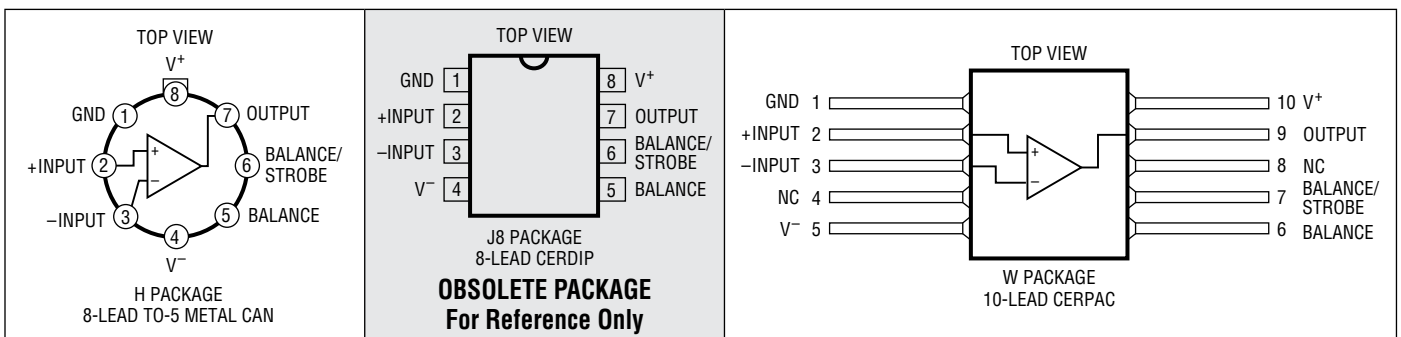 TOP VIEW
V+
8
GND 1
7 OUTPUT
+INPUT 2
+
6 BALANCE/
STROBE
–
–INPUT 3
5 BALANCE
4
V–
H PACKAGE
8-LEAD TO-5 METAL CAN
TOP VIEW
GND 1
8 V+
+INPUT 2
7 OUTPUT
–INPUT 3
6 BALANCE/
STROBE
V– 4
5 BALANCE
J8 PACKAGE
8-LEAD CERDIP
OBSOLETE PACKAGE
For Reference Only
TOP VIEW
GND 1
10 V+
+INPUT 2
9 OUTPUT
+
–INPUT 3
8 NC
–
NC 4
7 BALANCE/
STROBE
V– 5
6 BALANCE
W PACKAGE
10-LEAD CERPAC